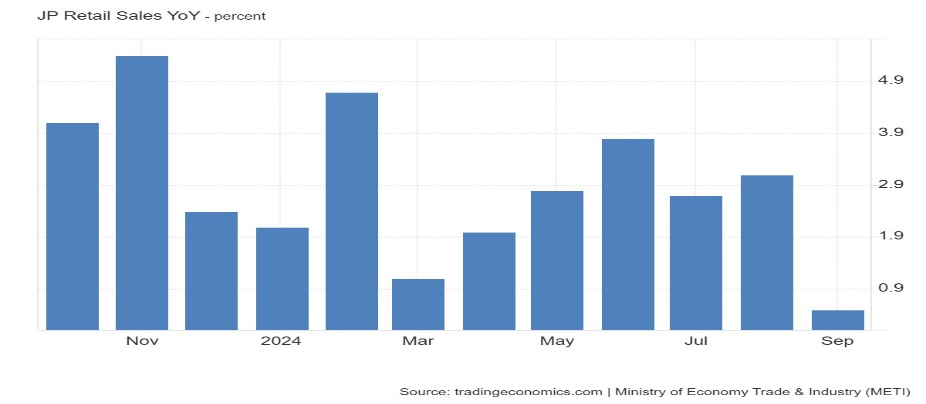 JP Retail Sales YoY - percent
4.9
3.9
2.9
1.9
0.9
Nov 2024 Mar May Jul Sep
Source: tradingeconomics.com | Ministry of Economy Trade & Industry (METI)